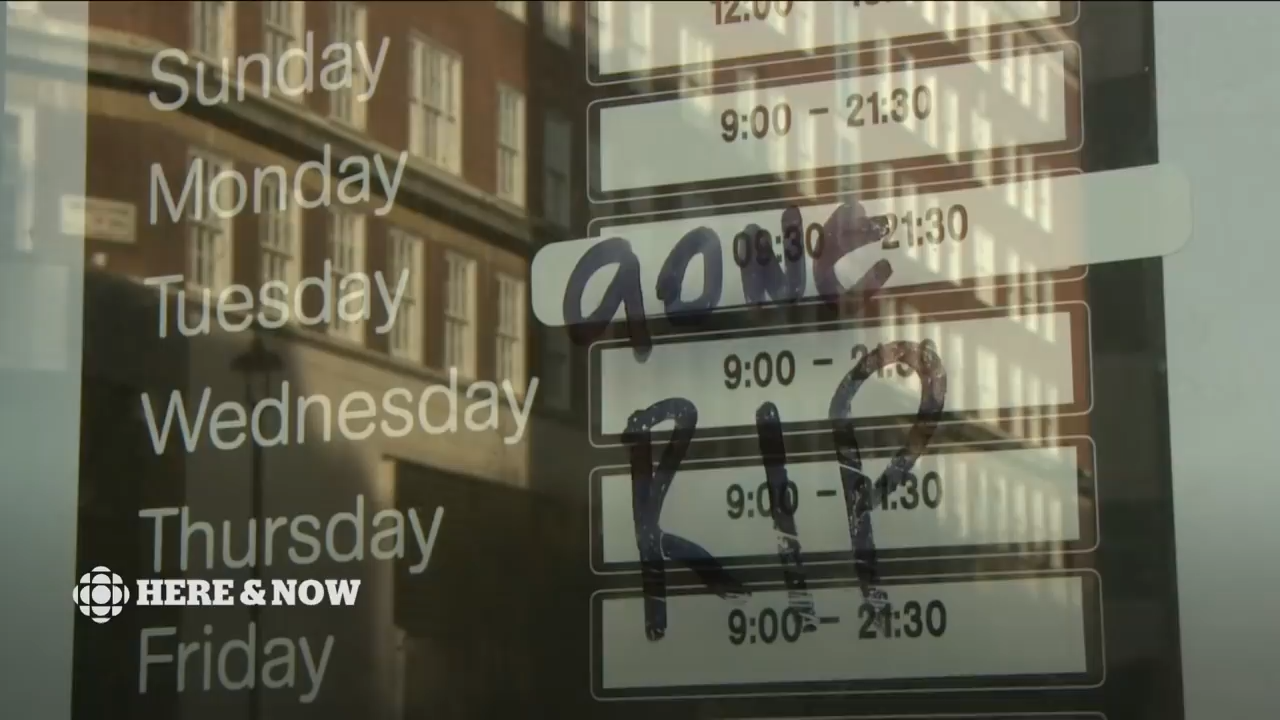 Sunday 12:00
Monday 9:00 – 21:30
Tuesday 09:30 21:30
gone
Wednesday 9:00 – 21:30
RIP
Thursday 9:00 – 21:30
HERE & NOW
Friday 9:00 – 21:30